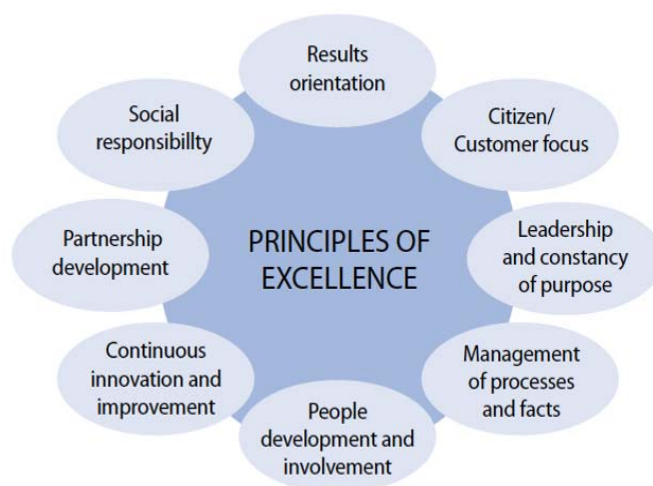 Results
orientation
Social
responsibillty
Citizen/
Customer focus
Partnership
development
PRINCIPLES OF
EXCELLENCE
Leadership
and constancy
of purpose
Continuous
innovation and
improvement
Management
of processes
and facts
People
development and
involvement